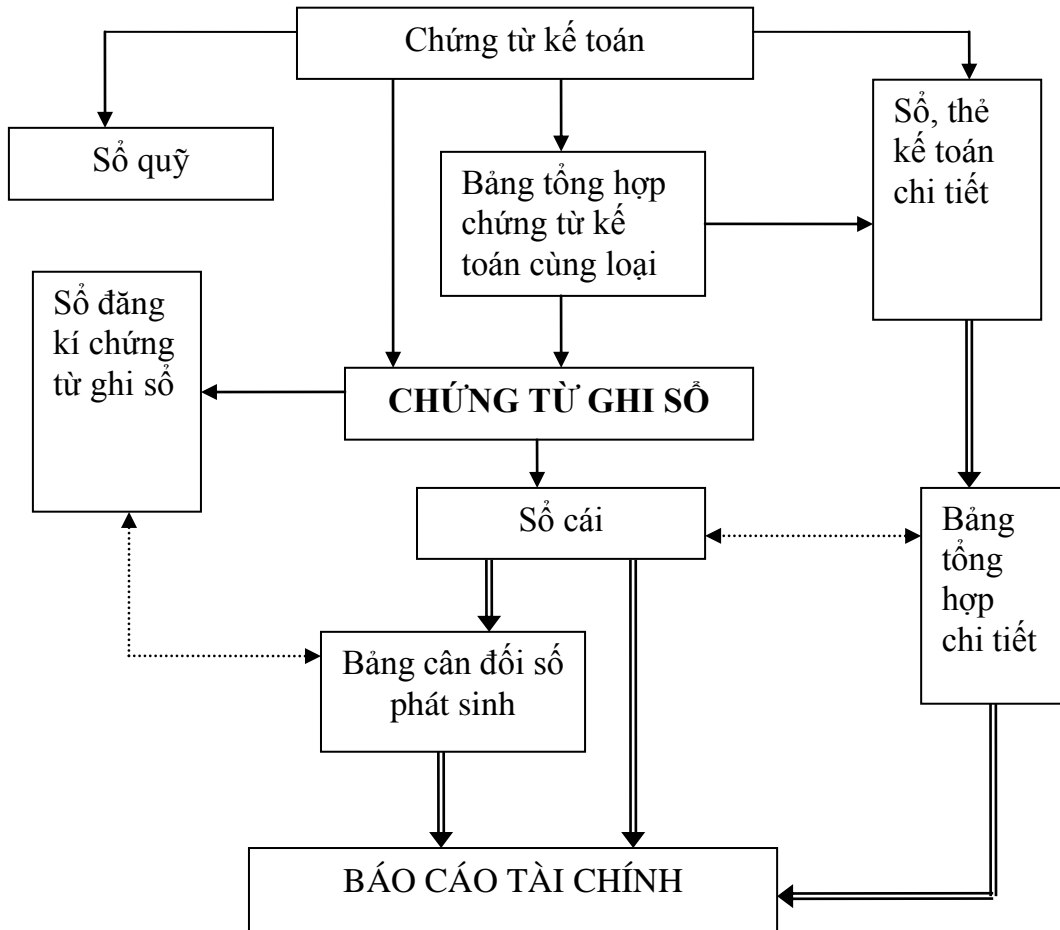 Chứng từ kế toán
Sổ quỹ
Bảng tổng hợp
chứng từ kế
toán cùng loại
Sổ, thẻ
kế toán
chi tiết
Sổ đăng
kí chứng
từ ghi sổ
CHỨNG TỪ GHI SỔ
Sổ cái
Bảng
tổng
hợp
chi tiết
Bảng cân đối số
phát sinh
BÁO CÁO TÀI CHÍNH